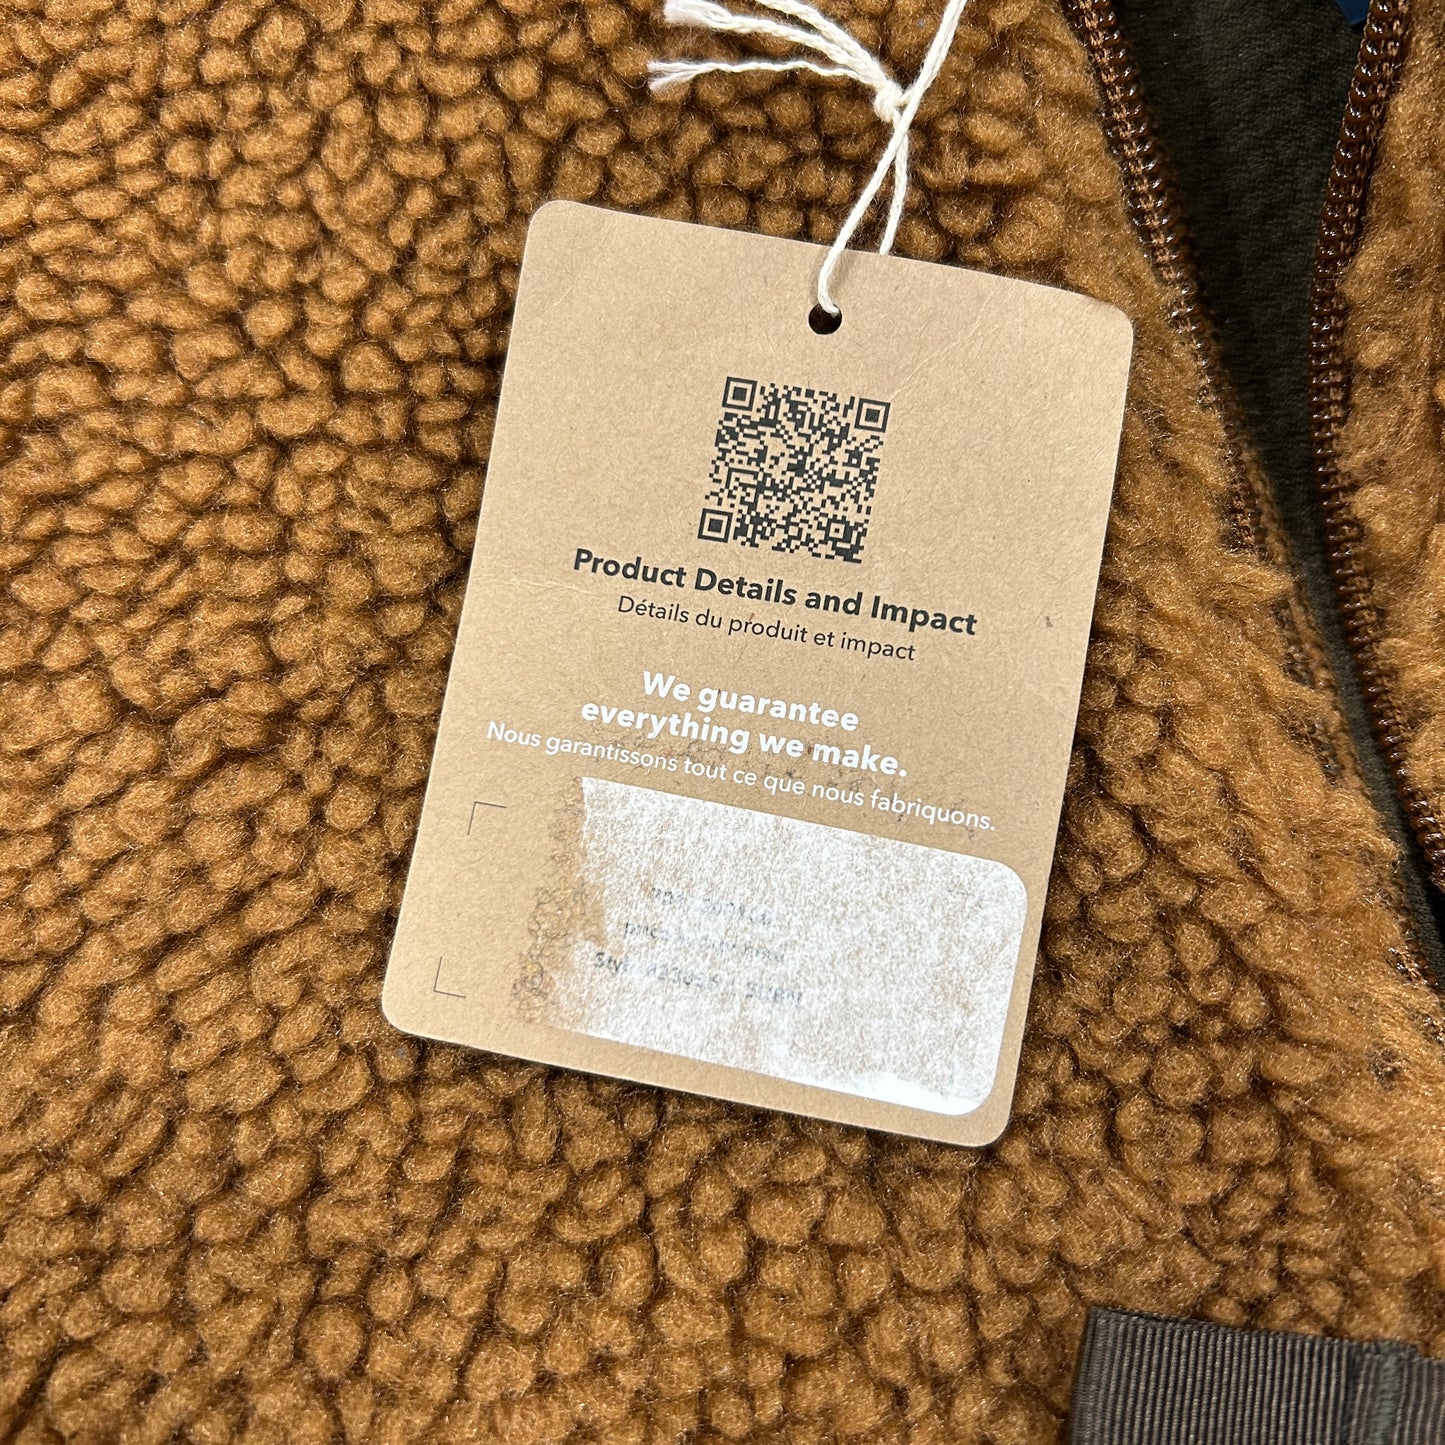 Product Details and Impact
Détails du produit et impact
We guarantee
everything we make.
Nous garantissons tout ce que nous fabriquons.